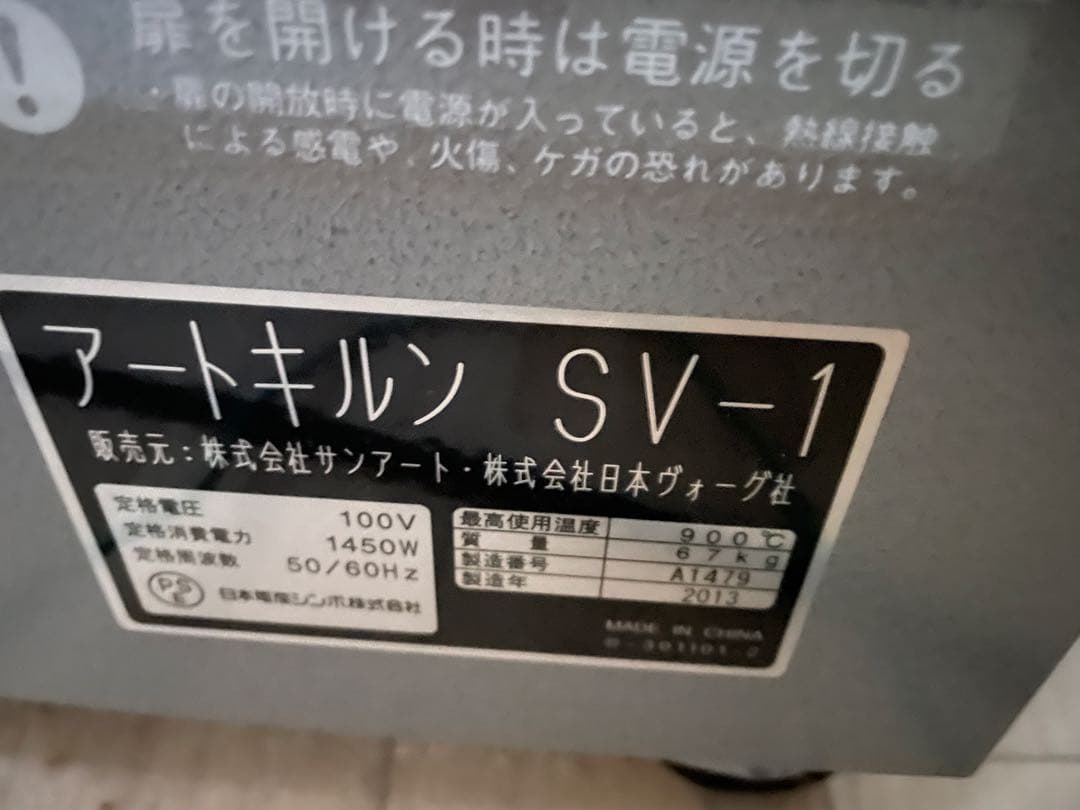 扉を開ける時は電源を切る
・扉の開放時に電源が入っていると、熱線接触
による感電や、火傷、ケガの恐れがあります。
アートキルン SV-1
販売元：株式会社サンアート・株式会社日本ヴォーグ社
定格電圧 100V
定格消費電力 1450W
定格周波数 50/60Hz
PS E 日本電産シンポ株式会社
最高使用温度 900℃
質量 67kg
製造番号 A1479
製造年 2013
MADE IN CHINA